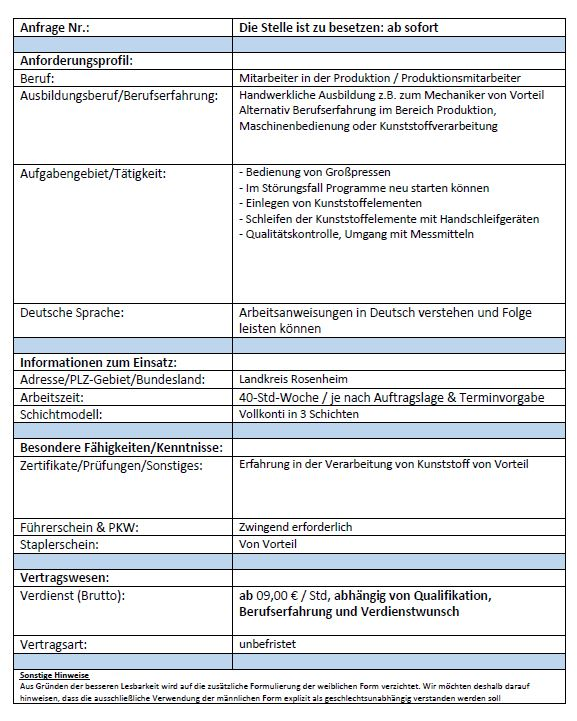 Anfrage Nr.: Die Stelle ist zu besetzen: ab sofort
Anforderungsprofil:
Beruf: Mitarbeiter in der Produktion / Produktionsmitarbeiter
Ausbildungsberuf/Berufserfahrung: Handwerkliche Ausbildung z.B. zum Mechaniker von Vorteil
Alternativ Berufserfahrung im Bereich Produktion,
Maschinenbedienung oder Kunststoffverarbeitung
Aufgabengebiet/Tätigkeit: - Bedienung von Großpressen
- Im Störungsfall Programme neu starten können
- Einlegen von Kunststoffelementen
- Schleifen der Kunststoffelemente mit Handschleifgeräten
- Qualitätskontrolle, Umgang mit Messmitteln
Deutsche Sprache: Arbeitsanweisungen in Deutsch verstehen und Folge
leisten können
Informationen zum Einsatz:
Adresse/PLZ-Gebiet/Bundesland: Landkreis Rosenheim
Arbeitszeit: 40-Std-Woche / je nach Auftragslage & Terminvorgabe
Schichtmodell: Vollkonti in 3 Schichten
Besondere Fähigkeiten/Kenntnisse:
Zertifikate/Prüfungen/Sonstiges: Erfahrung in der Verarbeitung von Kunststoff von Vorteil
Führerschein & PKW: Zwingend erforderlich
Staplerschein: Von Vorteil
Vertragswesen:
Verdienst (Brutto): ab 09,00 € / Std, abhängig von Qualifikation,
Berufserfahrung und Verdienstwunsch
Vertragsart: unbefristet
Sonstige Hinweise
Aus Gründen der besseren Lesbarkeit wird auf die zusätzliche Formulierung der weiblichen Form verzichtet. Wir möchten deshalb darauf
hinweisen, dass die ausschließliche Verwendung der männlichen Form explizit als geschlechtsunabhängig verstanden werden soll